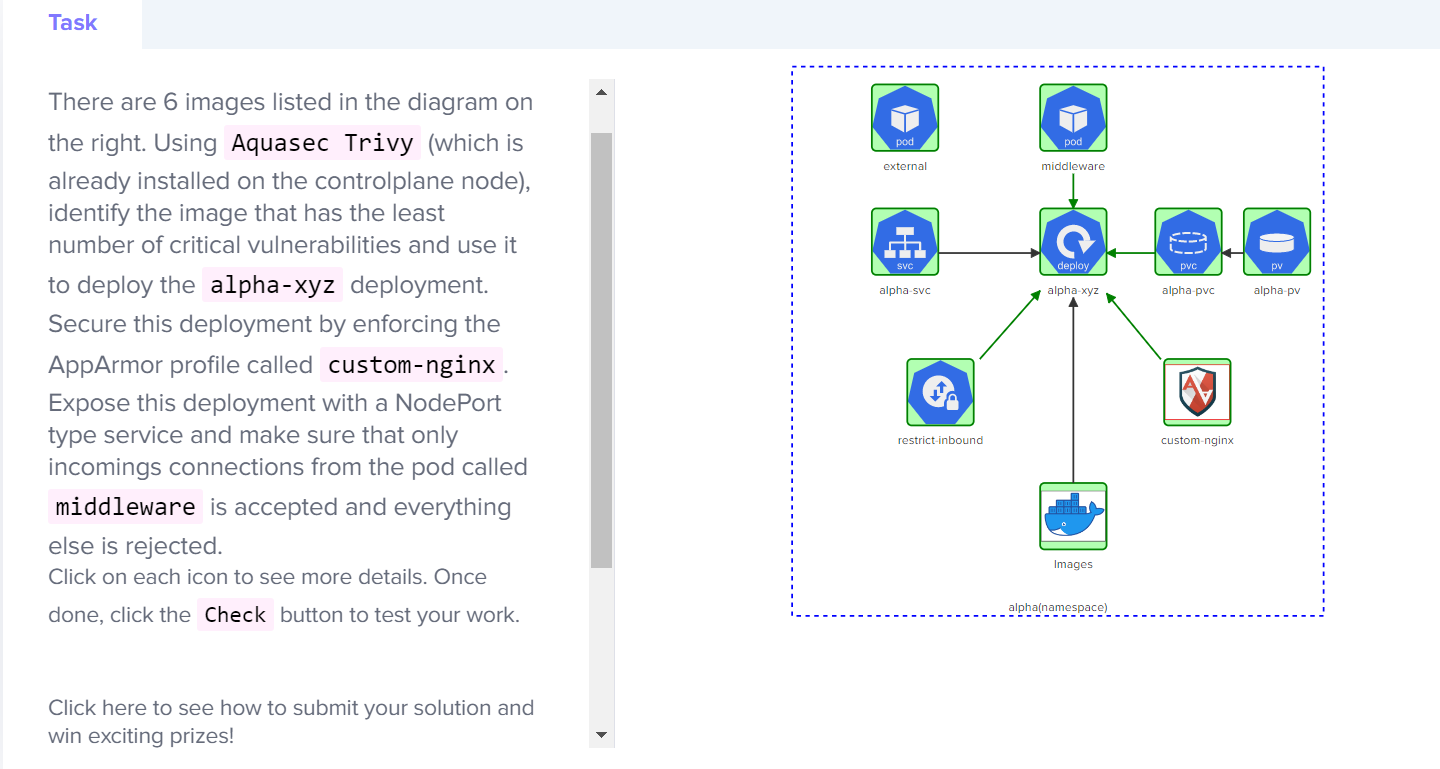 Task
There are 6 images listed in the diagram on
the right. Using Aquasec Trivy (which is
already installed on the controlplane node),
identify the image that has the least
number of critical vulnerabilities and use it
to deploy the alpha-xyz deployment.
Secure this deployment by enforcing the
AppArmor profile called custom-nginx.
Expose this deployment with a NodePort
type service and make sure that only
incomings connections from the pod called
middleware is accepted and everything
else is rejected.
Click on each icon to see more details. Once
done, click the Check button to test your work.
Click here to see how to submit your solution and
win exciting prizes!
pod
pod
external
middleware
svc
deploy
pvc
pv
alpha-svc
alpha-xyz
alpha-pvc
alpha-pv
restrict-inbound
custom-nginx
Images
alpha(namespace)